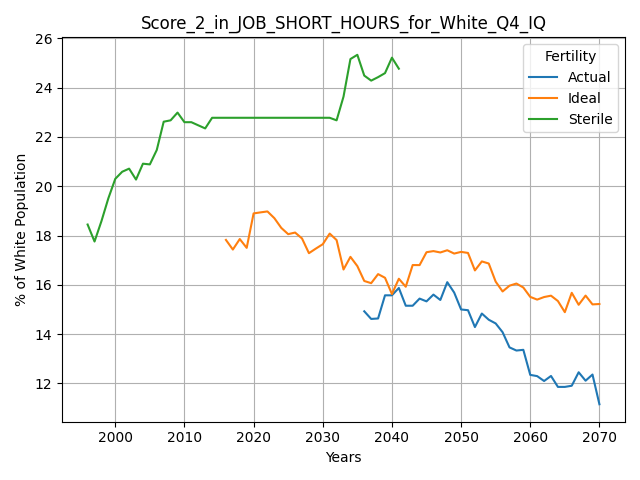 Score_2_in_JOB_SHORT_HOURS_for_White_Q4_IQ
% of White Population
26
24
22
20
18
16
14
12
Fertility
Actual
Ideal
Sterile
2000 2010 2020 2030 2040 2050 2060 2070
Years